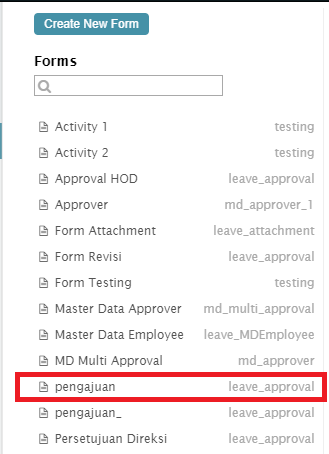 Create New Form
Forms
Activity 1 testing
Activity 2 testing
Approval HOD leave_approval
Approver md_approver_1
Form Attachment leave_attachment
Form Revisi leave_approval
Form Testing testing
Master Data Approver md_multi_approval
Master Data Employee leave_MDEmployee
MD Multi Approval md_approver
pengajuan leave_approval
pengajuan_ leave_approval
Persetujuan Direksi leave_approval